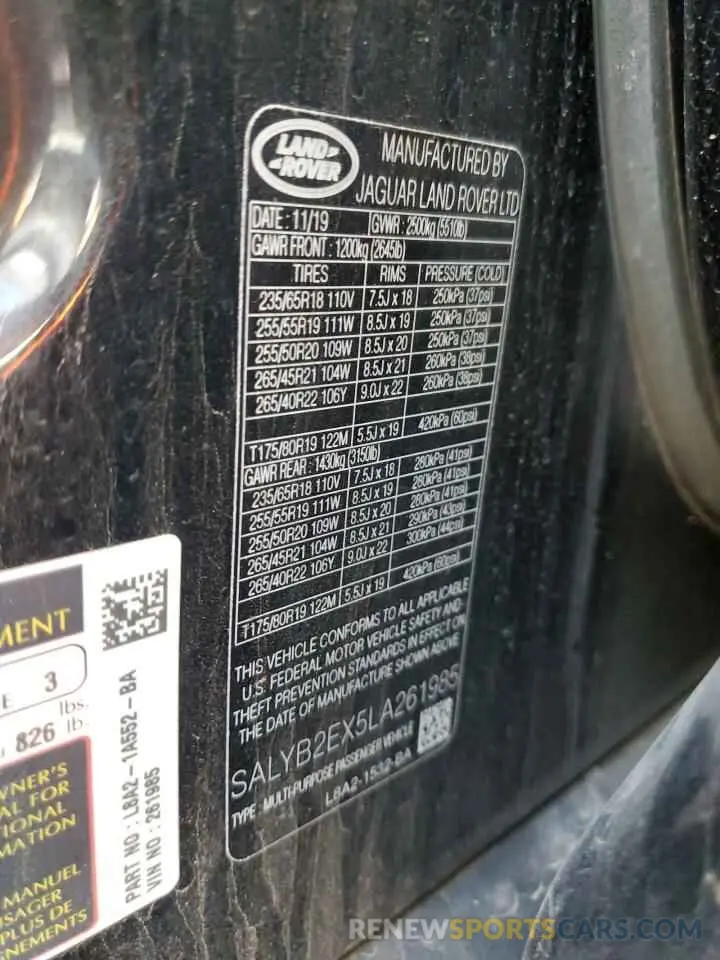 LAND ROVER
MANUFACTURED BY
JAGUAR LAND ROVER LTD
DATE : 11/19 GVWR : 2500kg (5510lb)
GAWR FRONT : 1200kg (2645lb)
TIRES RIMS PRESSURE (COLD)
235/65R18 110V 7.5J x 18 250kPa (37psi)
255/55R19 111W 8.5J x 19 250kPa (37psi)
255/50R20 109W 8.5J x 20 250kPa (37psi)
265/45R21 104W 8.5J x 21 260kPa (38psi)
265/40R22 106Y 9.0J x 22 260kPa (38psi)
T175/80R19 122M 5.5J x 19 420kPa (60psi)
GAWR REAR : 1430kg (3150lb)
235/65R18 110V 7.5J x 18 280kPa (41psi)
255/55R19 111W 8.5J x 19 280kPa (41psi)
255/50R20 109W 8.5J x 20 280kPa (41psi)
265/45R21 104W 8.5J x 21 290kPa (43psi)
265/40R22 106Y 9.0J x 22 300kPa (44psi)
T175/80R19 122M 5.5J x 19 420kPa (60psi)
THIS VEHICLE CONFORMS TO ALL APPLICABLE
U.S. FEDERAL MOTOR VEHICLE SAFETY AND
THEFT PREVENTION STANDARDS IN EFFECT ON
THE DATE OF MANUFACTURE SHOWN ABOVE
SALYB2EX5LA261985
TYPE : MULTI-PURPOSE PASSENGER VEHICLE
L8A2-1532-BA
MENT
E 3
lbs.
826 lb.
WNER'S
AL FOR
TIONAL
MATION
MANUEL
USAGER
PLUS DE
GNEMENTS
PART NO : L8A2-1A552-BA
VIN NO : 261985
RENEWSPORTSCARS.COM